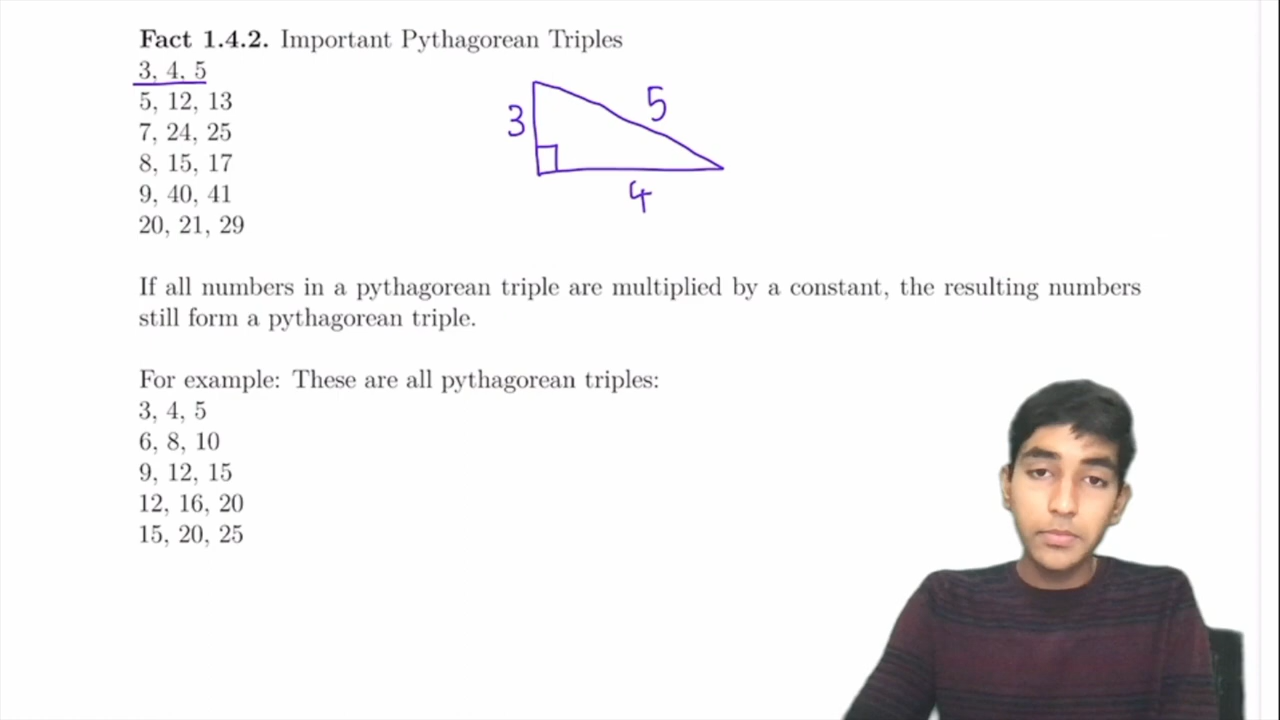 Fact 1.4.2. Important Pythagorean Triples
3, 4, 5
5, 12, 13
7, 24, 25
8, 15, 17
9, 40, 41
20, 21, 29
3
5
4
If all numbers in a pythagorean triple are multiplied by a constant, the resulting numbers
still form a pythagorean triple.
For example: These are all pythagorean triples:
3, 4, 5
6, 8, 10
9, 12, 15
12, 16, 20
15, 20, 25